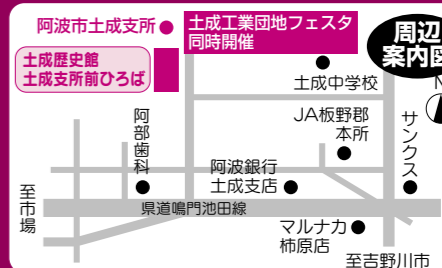 阿波市土成支所
土成工業団地フェスタ
同時開催
周辺
案内図
土成歴史館
土成支所前ひろば
土成中学校
N
阿部歯科
JA板野郡
本所
サンクス
阿波銀行
土成支店
至市場
県道鳴門池田線
マルナカ
柿原店
至吉野川市